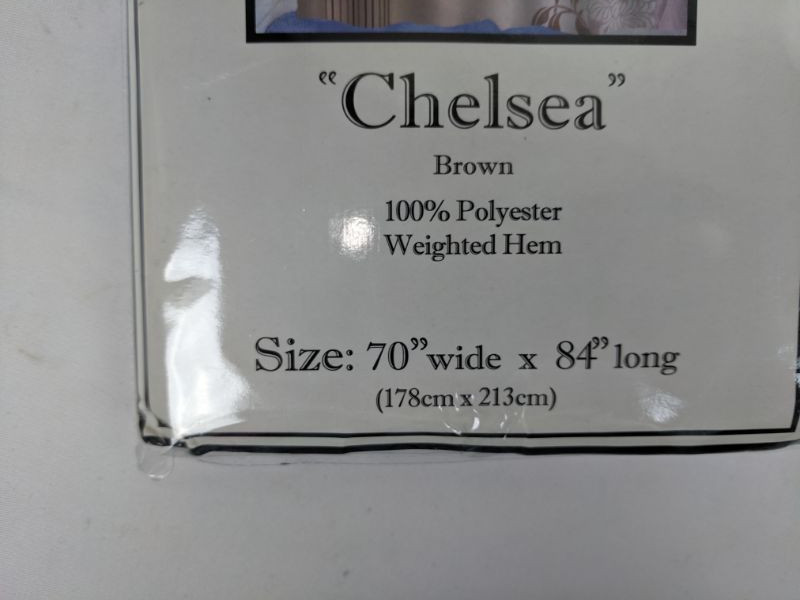 “Chelsea”
Brown
100% Polyester
Weighted Hem
Size: 70” wide x 84” long
(178cm x 213cm)